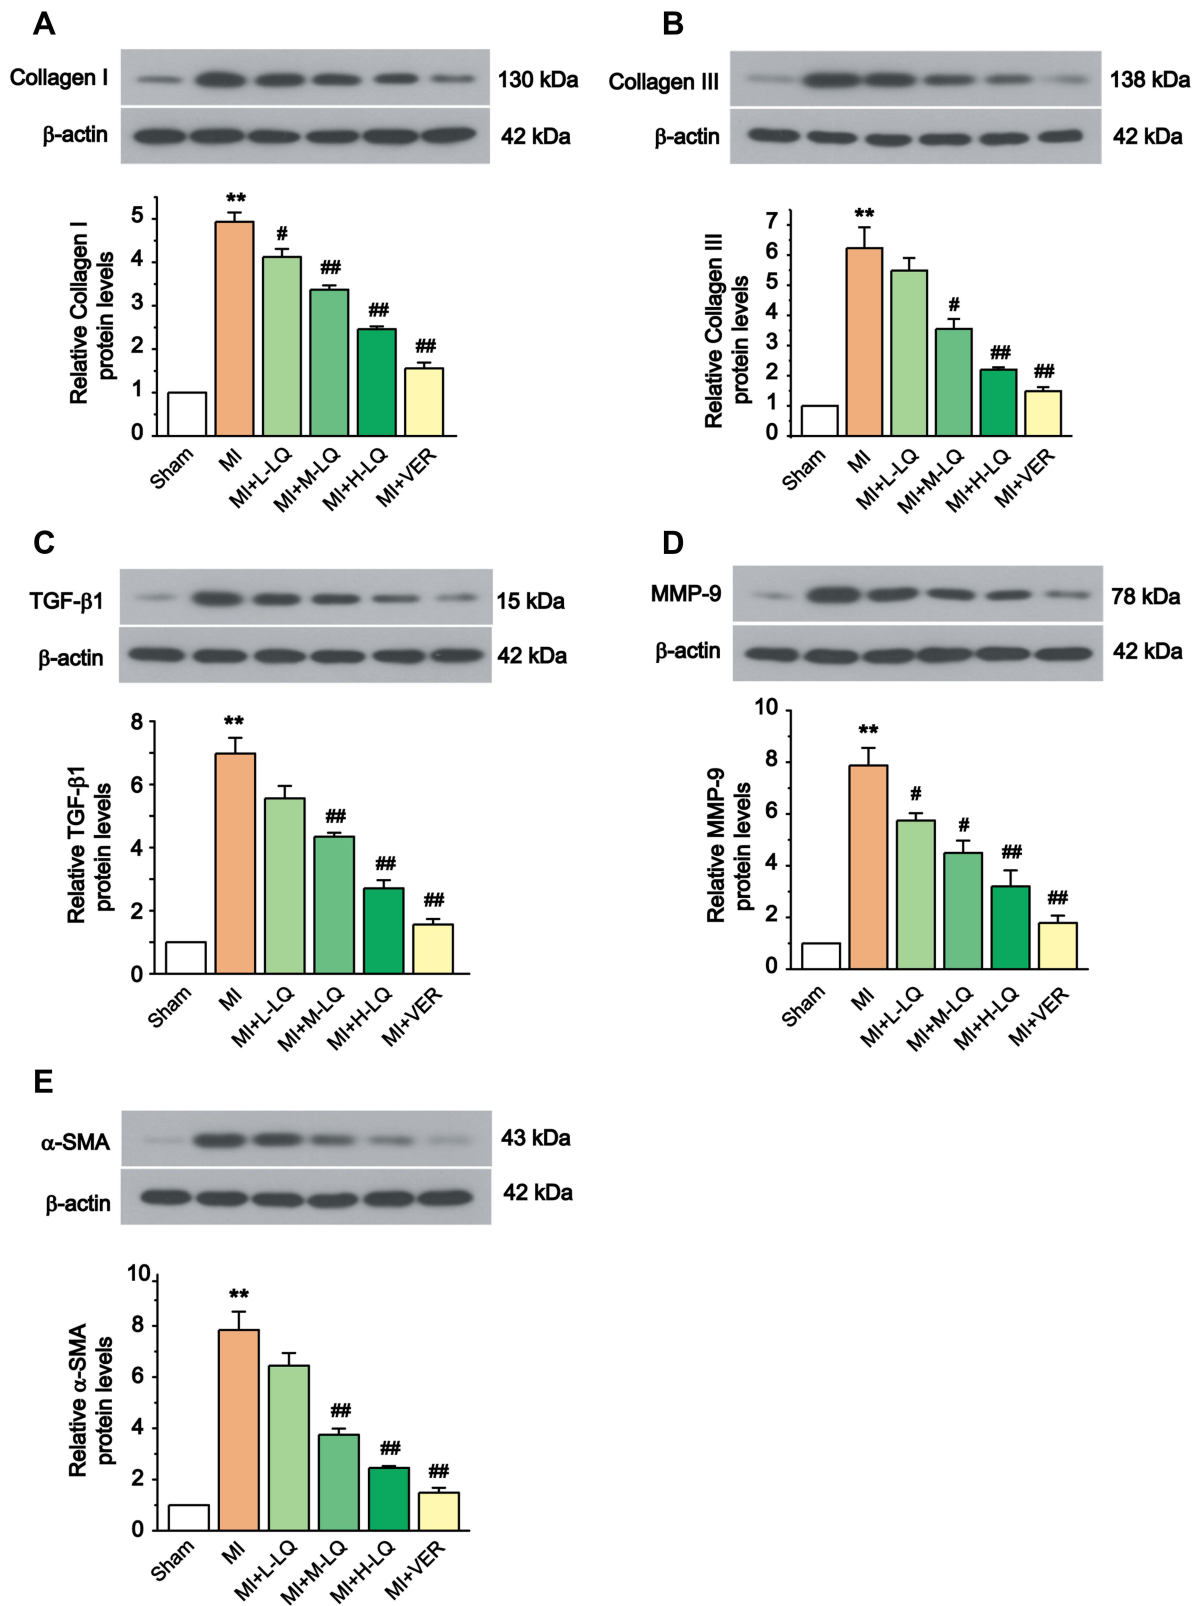 A
Collagen I
130 kDa
β-actin
42 kDa
Relative Collagen I
protein levels
5
4
3
2
1
0
**
#
##
##
##
Sham
MI
MI+L-LQ
MI+M-LQ
MI+H-LQ
MI+VER
B
Collagen III
138 kDa
β-actin
42 kDa
Relative Collagen III
protein levels
7
6
5
4
3
2
1
0
**
#
##
##
Sham
MI
MI+L-LQ
MI+M-LQ
MI+H-LQ
MI+VER
C
TGF-β1
15 kDa
β-actin
42 kDa
Relative TGF-β1
protein levels
8
6
4
2
0
**
##
##
##
Sham
MI
MI+L-LQ
MI+M-LQ
MI+H-LQ
MI+VER
D
MMP-9
78 kDa
β-actin
42 kDa
Relative MMP-9
protein levels
10
8
6
4
2
0
**
#
#
##
##
Sham
MI
MI+L-LQ
MI+M-LQ
MI+H-LQ
MI+VER
E
α-SMA
43 kDa
β-actin
42 kDa
Relative α-SMA
protein levels
10
8
6
4
2
0
**
##
##
##
Sham
MI
MI+L-LQ
MI+M-LQ
MI+H-LQ
MI+VER